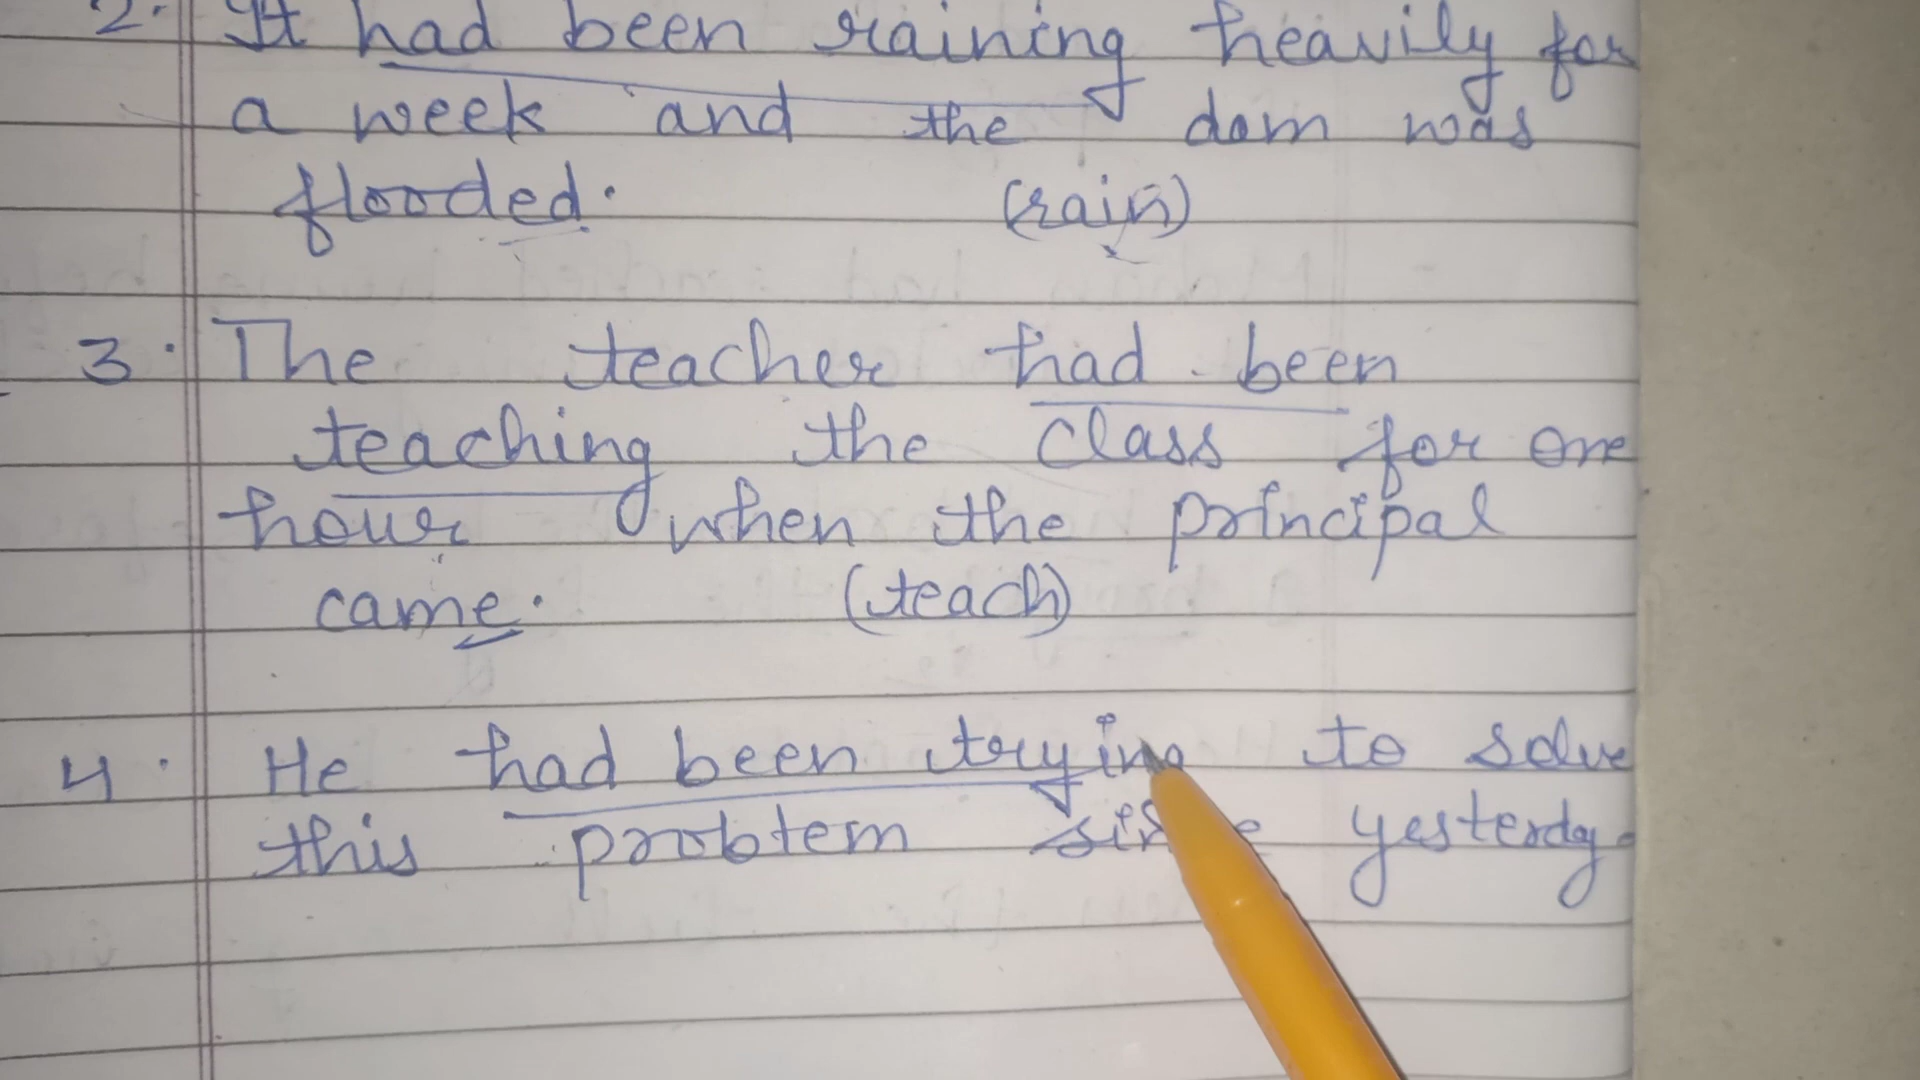 2. It had been raining heavily for
a week and the dam was
flooded. (rain)
3. The teacher had been
teaching the class for one
hour when the principal
came. (teach)
4. He had been trying to solve
this problem since yesterday.